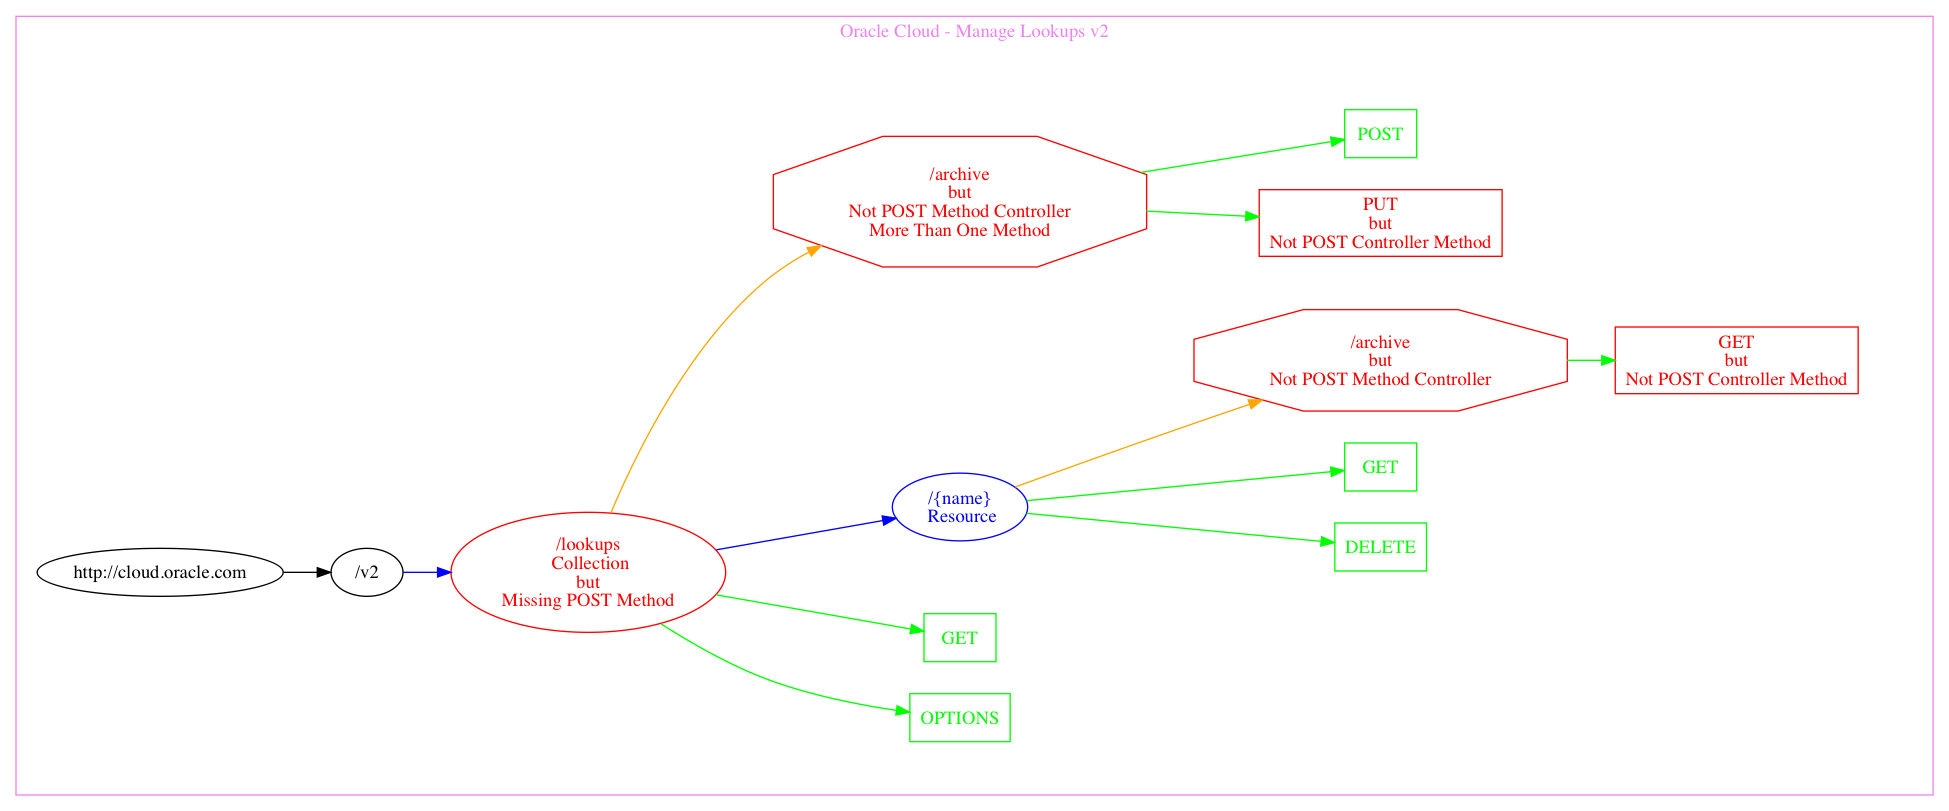 Oracle Cloud - Manage Lookups v2
http://cloud.oracle.com
/v2
/lookups
Collection
but
Missing POST Method
/archive
but
Not POST Method Controller
More Than One Method
POST
PUT
but
Not POST Controller Method
/{name}
Resource
/archive
but
Not POST Method Controller
GET
but
Not POST Controller Method
GET
DELETE
GET
OPTIONS